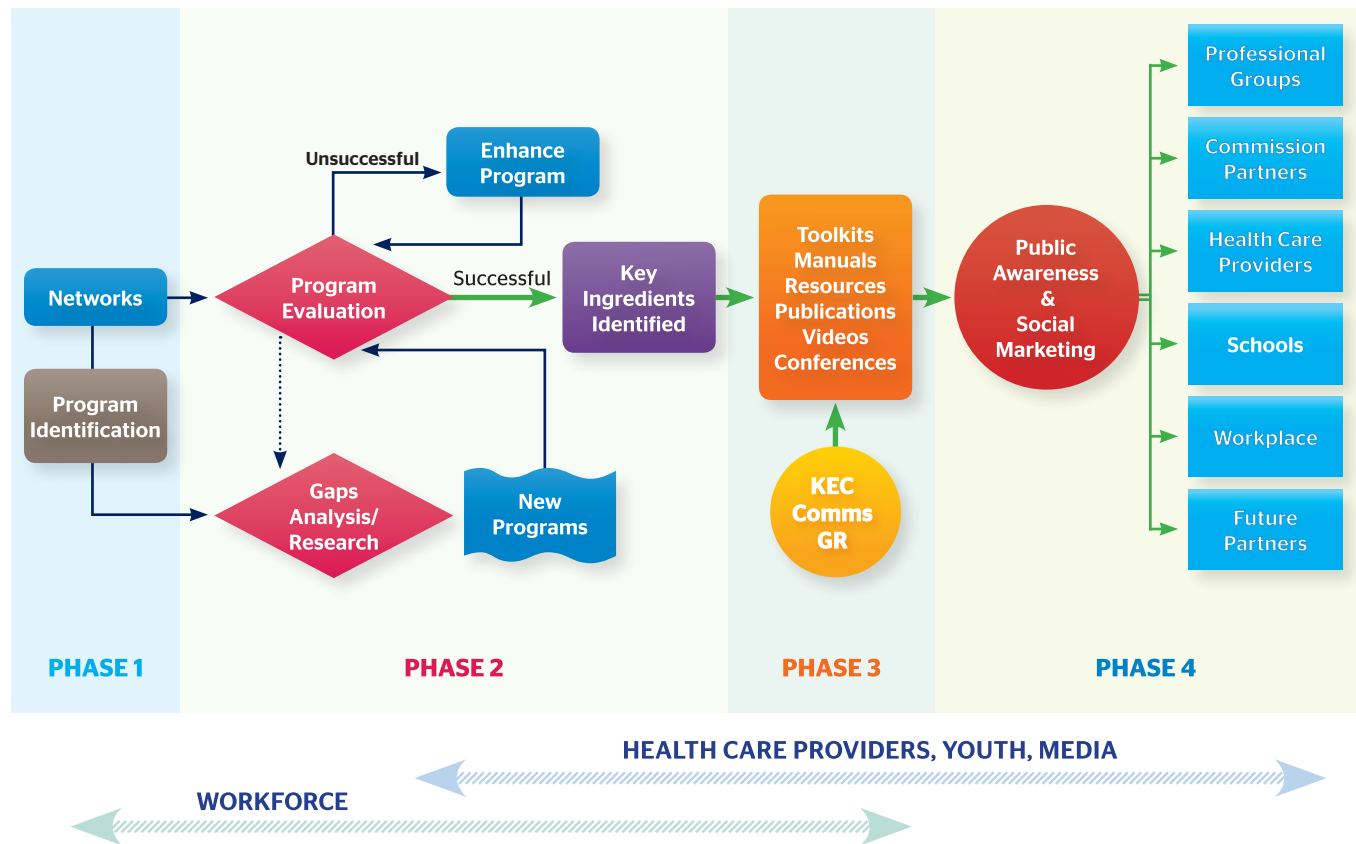 Networks
Program
Identification
PHASE 1
Unsuccessful
Enhance
Program
Program
Evaluation
Successful
Key
Ingredients
Identified
Gaps
Analysis/
Research
New
Programs
PHASE 2
Toolkits
Manuals
Resources
Publications
Videos
Conferences
KEC
Comms
GR
PHASE 3
Public
Awareness
&
Social
Marketing
Professional
Groups
Commission
Partners
Health Care
Providers
Schools
Workplace
Future
Partners
PHASE 4
HEALTH CARE PROVIDERS, YOUTH, MEDIA
WORKFORCE